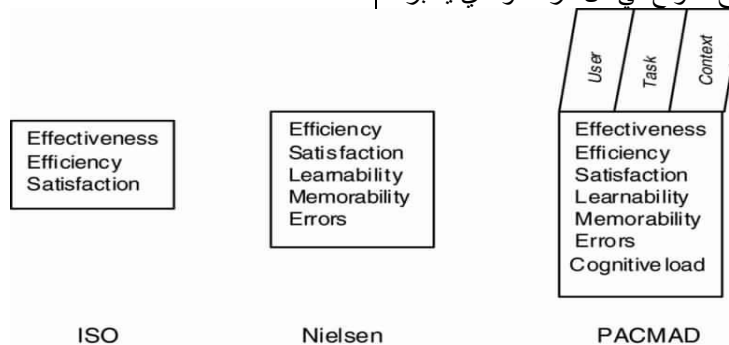 User
Task
Context
Effectiveness
Efficiency
Satisfaction
Efficiency
Satisfaction
Learnability
Memorability
Errors
Effectiveness
Efficiency
Satisfaction
Learnability
Memorability
Errors
Cognitive load
ISO
Nielsen
PACMAD